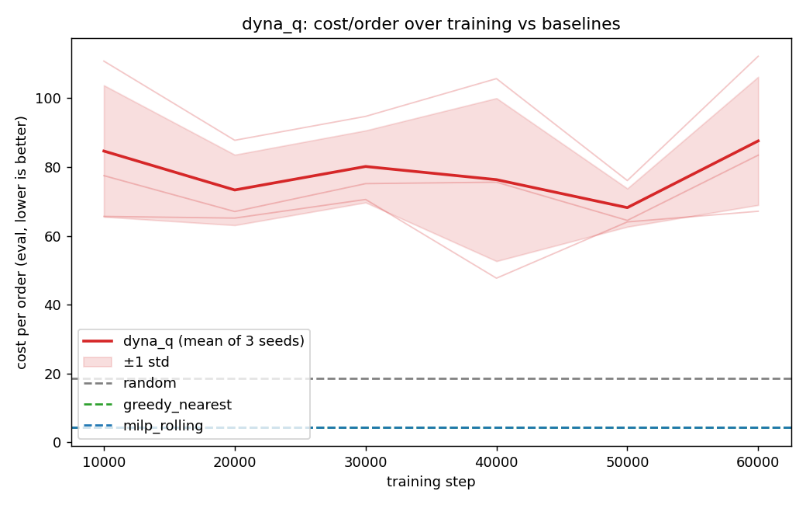 dyna_q: cost/order over training vs baselines
cost per order (eval, lower is better)
100
80
60
40
20
0
dyna_q (mean of 3 seeds)
±1 std
random
greedy_nearest
milp_rolling
10000 20000 30000 40000 50000 60000
training step